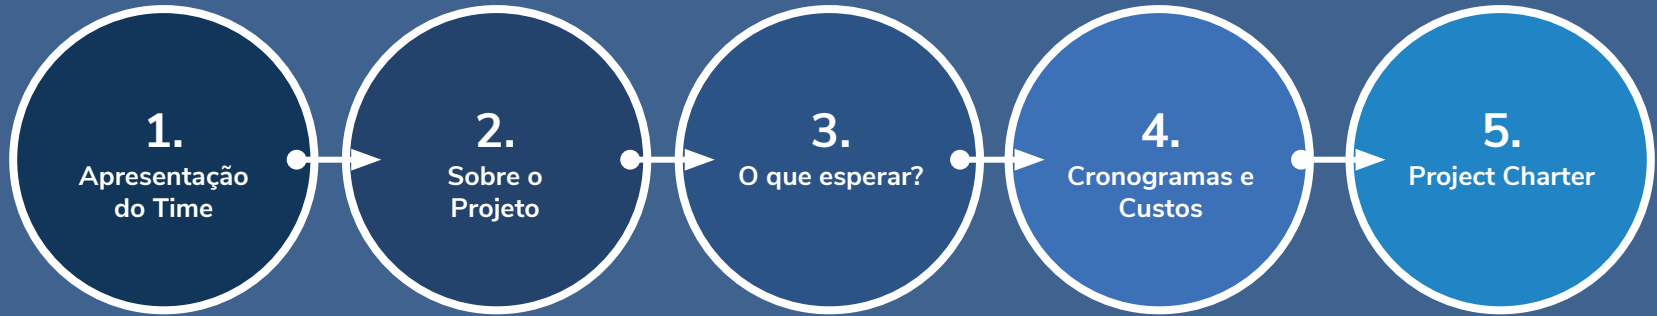 1.
Apresentação
do Time
2.
Sobre o
Projeto
3.
O que esperar?
4.
Cronogramas e
Custos
5.
Project Charter